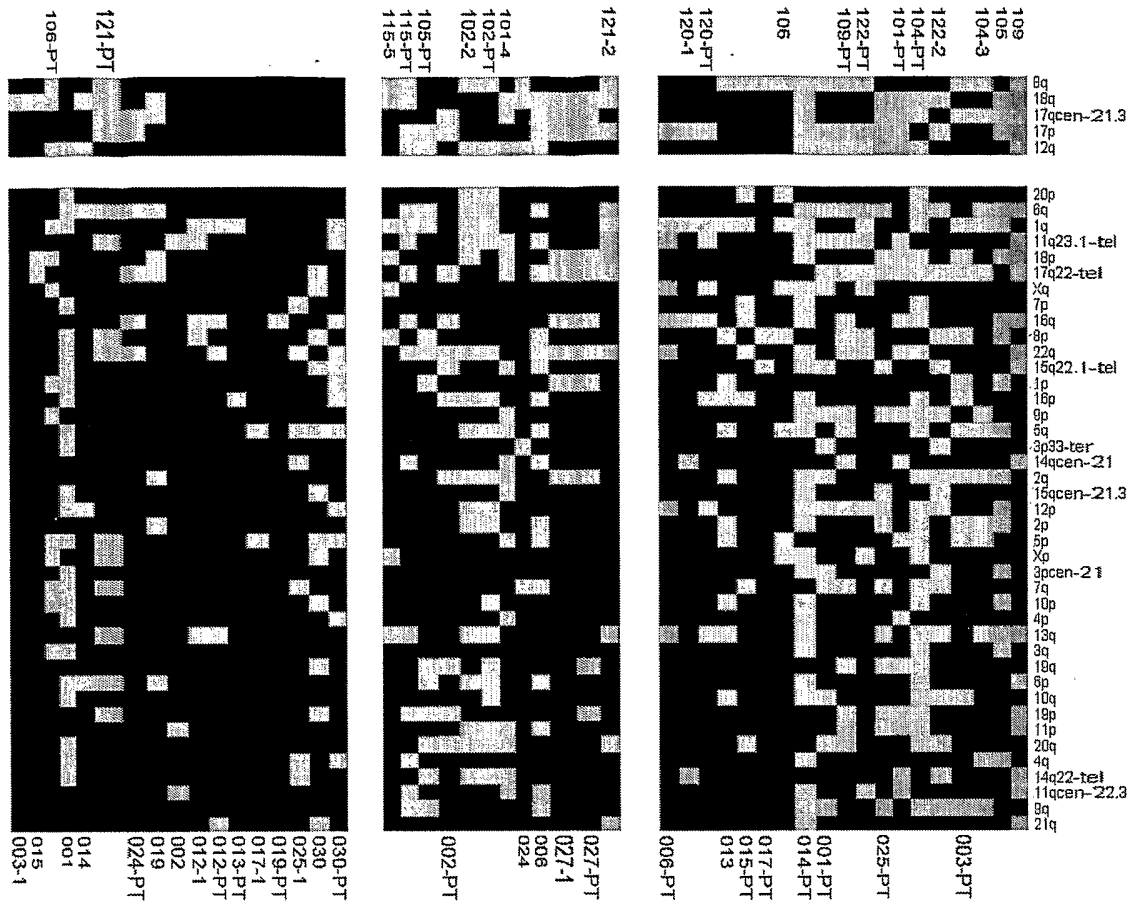 106-PT
121-PT
115-5
115-PT
105-PT
102-2
102-PT
101-4
121-2
120-1
120-PT
106
109-PT
122-PT
101-PT
104-PT
122-2
104-3
105
109
8q
18q
17qcen-21.3
17p
12q
20p
6q
1q
11q23.1-tel
18p
17q22-tel
Xq
7p
16q
8p
22q
15q22.1-tel
1p
16p
9p
5q
3p33-ter
14qcen-21
2q
15qcen-21.3
12p
2p
5p
Xp
3pcen-21
7q
10p
4p
13q
3q
19q
6p
10q
19p
11p
20q
4q
14q22-tel
11qcen-22.3
9q
21q
003-1
015
001
014
024-PT
019
002
012-1
012-PT
013-PT
017-1
019-PT
025-1
030
030-PT
002-PT
024
006
027-1
027-PT
006-PT
013
015-PT
017-PT
014-PT
001-PT
025-PT
003-PT